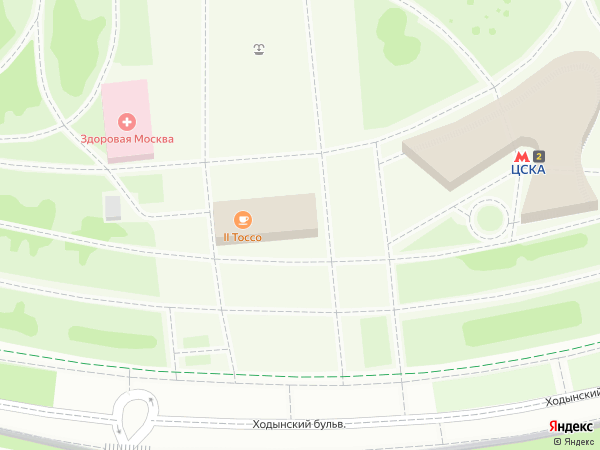 Здоровая Москва
2
ЦСКА
Il Tocco
Ходынский
Ходынский бульв.
Яндекс
© Яндекс